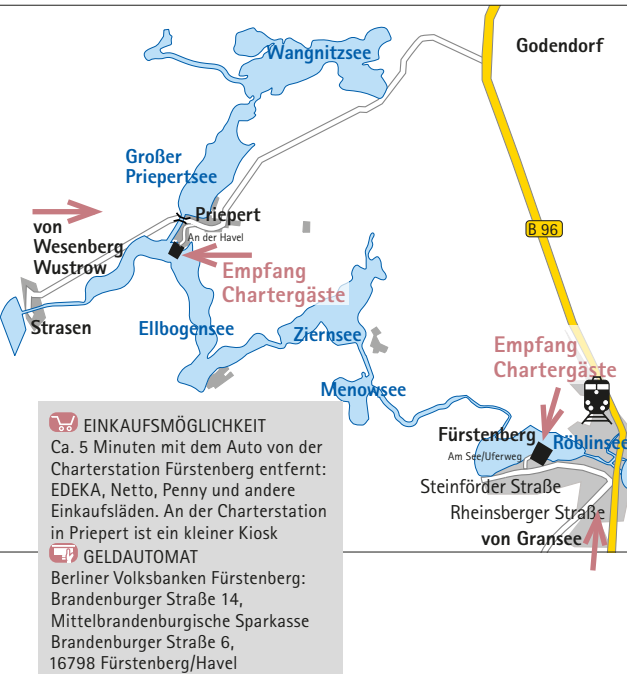 Wangnitzsee
Godendorf
Großer
Priepertsee
von
Wesenberg
Wustrow
Priepert
An der Havel
B 96
Empfang
Chartergäste
Strasen
Ellbogensee
Ziernsee
Empfang
Chartergäste
Menowsee
Fürstenberg
Röblinsee
Am See/Uferweg
Steinförder Straße
Rheinsberger Straße
von Gransee
EINKAUFSMÖGLICHKEIT
Ca. 5 Minuten mit dem Auto von der
Charterstation Fürstenberg entfernt:
EDEKA, Netto, Penny und andere
Einkaufsläden. An der Charterstation
in Priepert ist ein kleiner Kiosk
GELDAUTOMAT
Berliner Volksbanken Fürstenberg:
Brandenburger Straße 14,
Mittelbrandenburgische Sparkasse
Brandenburger Straße 6,
16798 Fürstenberg/Havel